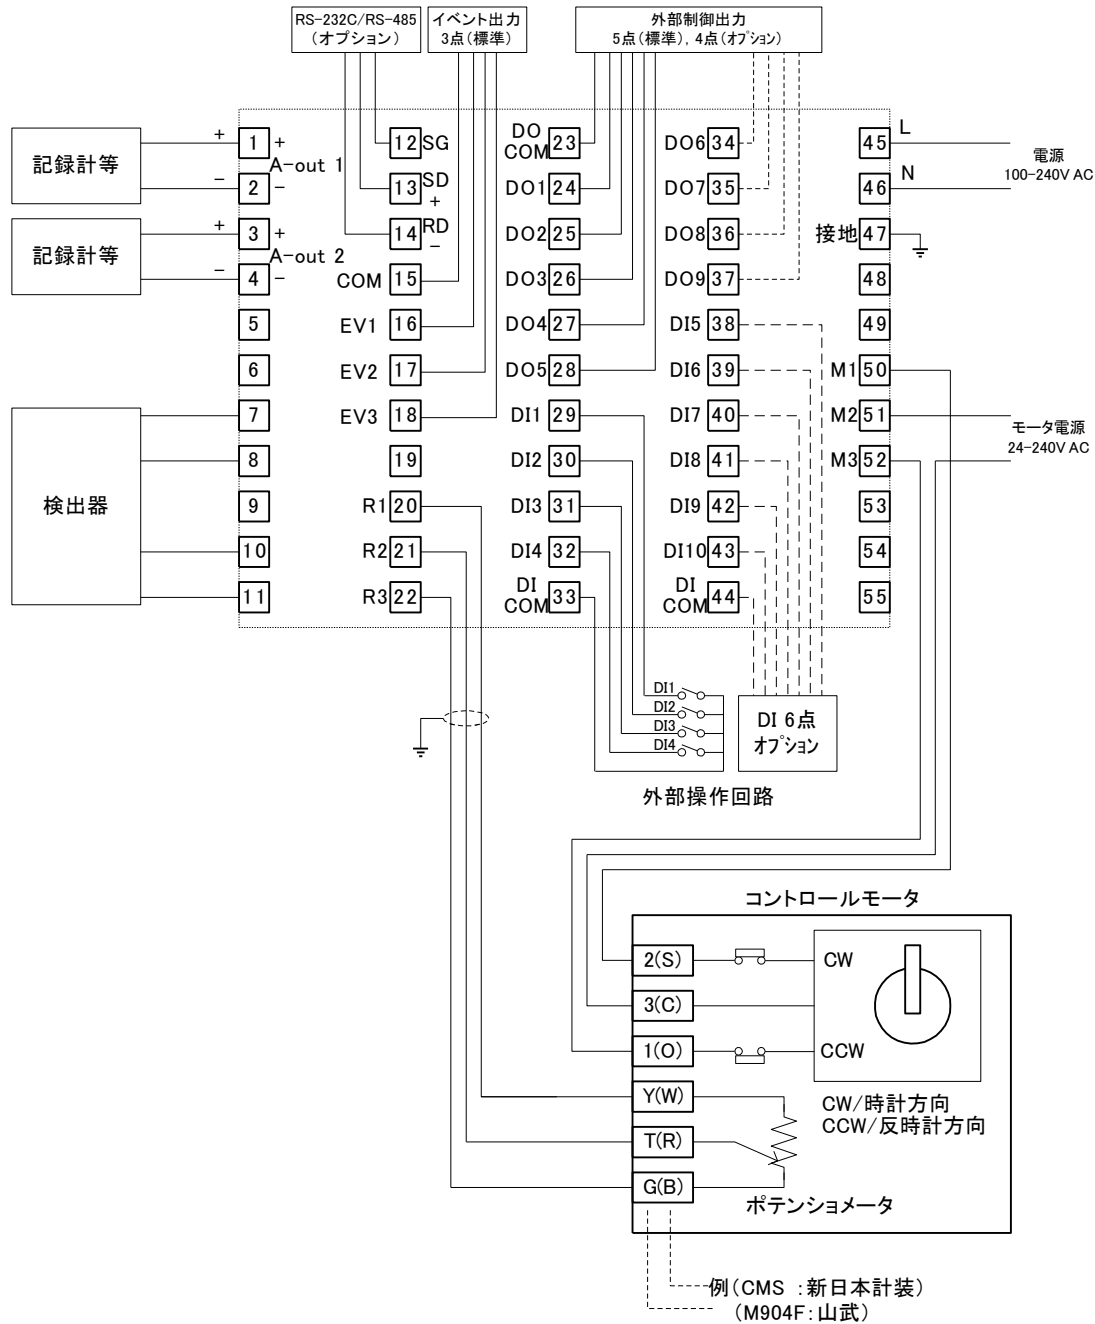 RS-232C/RS-485
(オプション)
イベント出力
3点(標準)
外部制御出力
5点(標準), 4点(オプション)
記録計等
+
−
1
+
A-out 1
2
−
記録計等
+
−
3
+
A-out 2
4
−
5
6
検出器
7
8
9
10
11
12 SG
13 SD
+
14 RD
−
COM 15
EV1 16
EV2 17
EV3 18
19
R1 20
R2 21
R3 22
DO
COM 23
DO1 24
DO2 25
DO3 26
DO4 27
DO5 28
DI1 29
DI2 30
DI3 31
DI4 32
DI
COM 33
DO6 34
DO7 35
DO8 36
DO9 37
DI5 38
DI6 39
DI7 40
DI8 41
DI9 42
DI10 43
DI
COM 44
45 L
46 N
電源
100-240V AC
接地 47
48
49
M1 50
M2 51
M3 52
モータ電源
24-240V AC
53
54
55
DI1
DI2
DI3
DI4
外部操作回路
DI 6点
オプション
コントロールモータ
2(S)
CW
3(C)
1(O)
CCW
Y(W)
CW/時計方向
CCW/反時計方向
T(R)
G(B)
ポテンショメータ
例(CMS :新日本計装)
(M904F:山武)